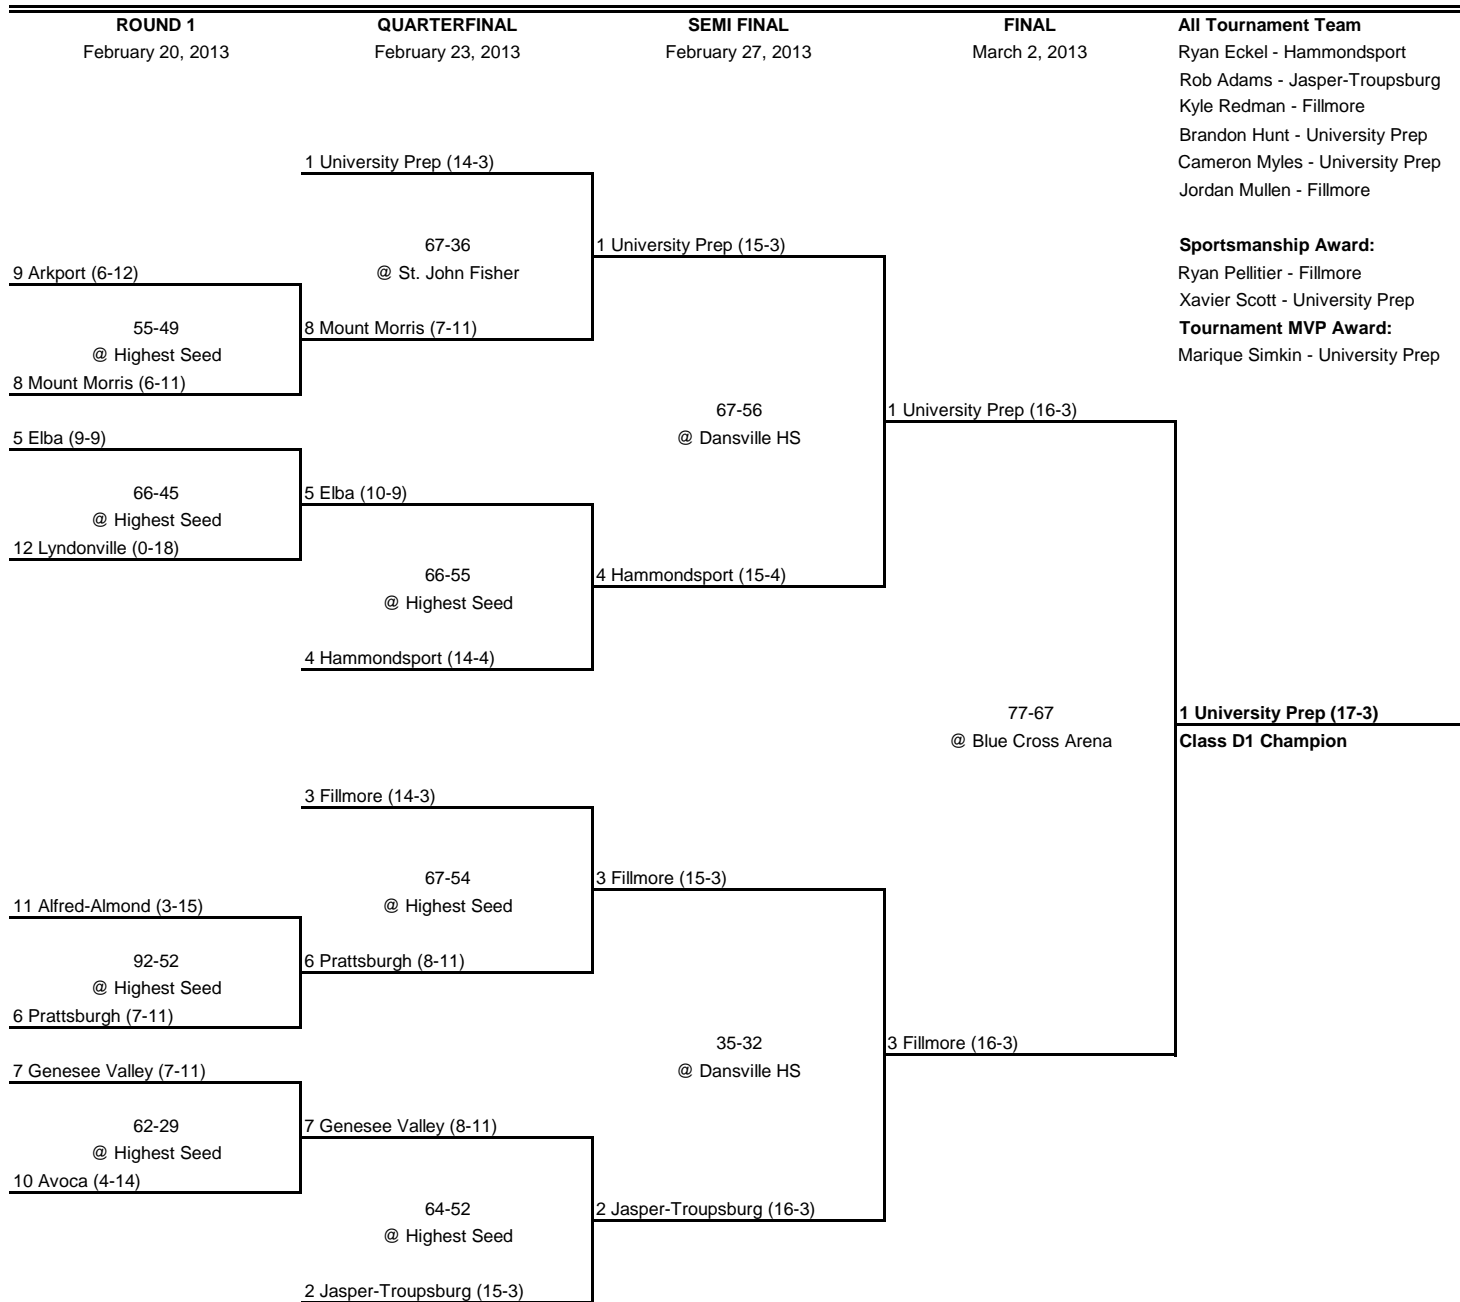 ROUND 1
February 20, 2013
QUARTERFINAL
February 23, 2013
SEMI FINAL
February 27, 2013
FINAL
March 2, 2013
All Tournament Team
Ryan Eckel - Hammondsport
Rob Adams - Jasper-Troupsburg
Kyle Redman - Fillmore
Brandon Hunt - University Prep
Cameron Myles - University Prep
Jordan Mullen - Fillmore
Sportsmanship Award:
Ryan Pellitier - Fillmore
Xavier Scott - University Prep
Tournament MVP Award:
Marique Simkin - University Prep
9 Arkport (6-12)
55-49
@ Highest Seed
8 Mount Morris (6-11)
5 Elba (9-9)
66-45
@ Highest Seed
12 Lyndonville (0-18)
11 Alfred-Almond (3-15)
92-52
@ Highest Seed
6 Prattsburgh (7-11)
7 Genesee Valley (7-11)
62-29
@ Highest Seed
10 Avoca (4-14)
1 University Prep (14-3)
67-36
@ St. John Fisher
8 Mount Morris (7-11)
5 Elba (10-9)
66-55
@ Highest Seed
4 Hammondsport (14-4)
3 Fillmore (14-3)
67-54
@ Highest Seed
6 Prattsburgh (8-11)
7 Genesee Valley (8-11)
64-52
@ Highest Seed
2 Jasper-Troupsburg (15-3)
1 University Prep (15-3)
67-56
@ Dansville HS
4 Hammondsport (15-4)
3 Fillmore (15-3)
35-32
@ Dansville HS
2 Jasper-Troupsburg (16-3)
1 University Prep (16-3)
77-67
@ Blue Cross Arena
3 Fillmore (16-3)
1 University Prep (17-3)
Class D1 Champion